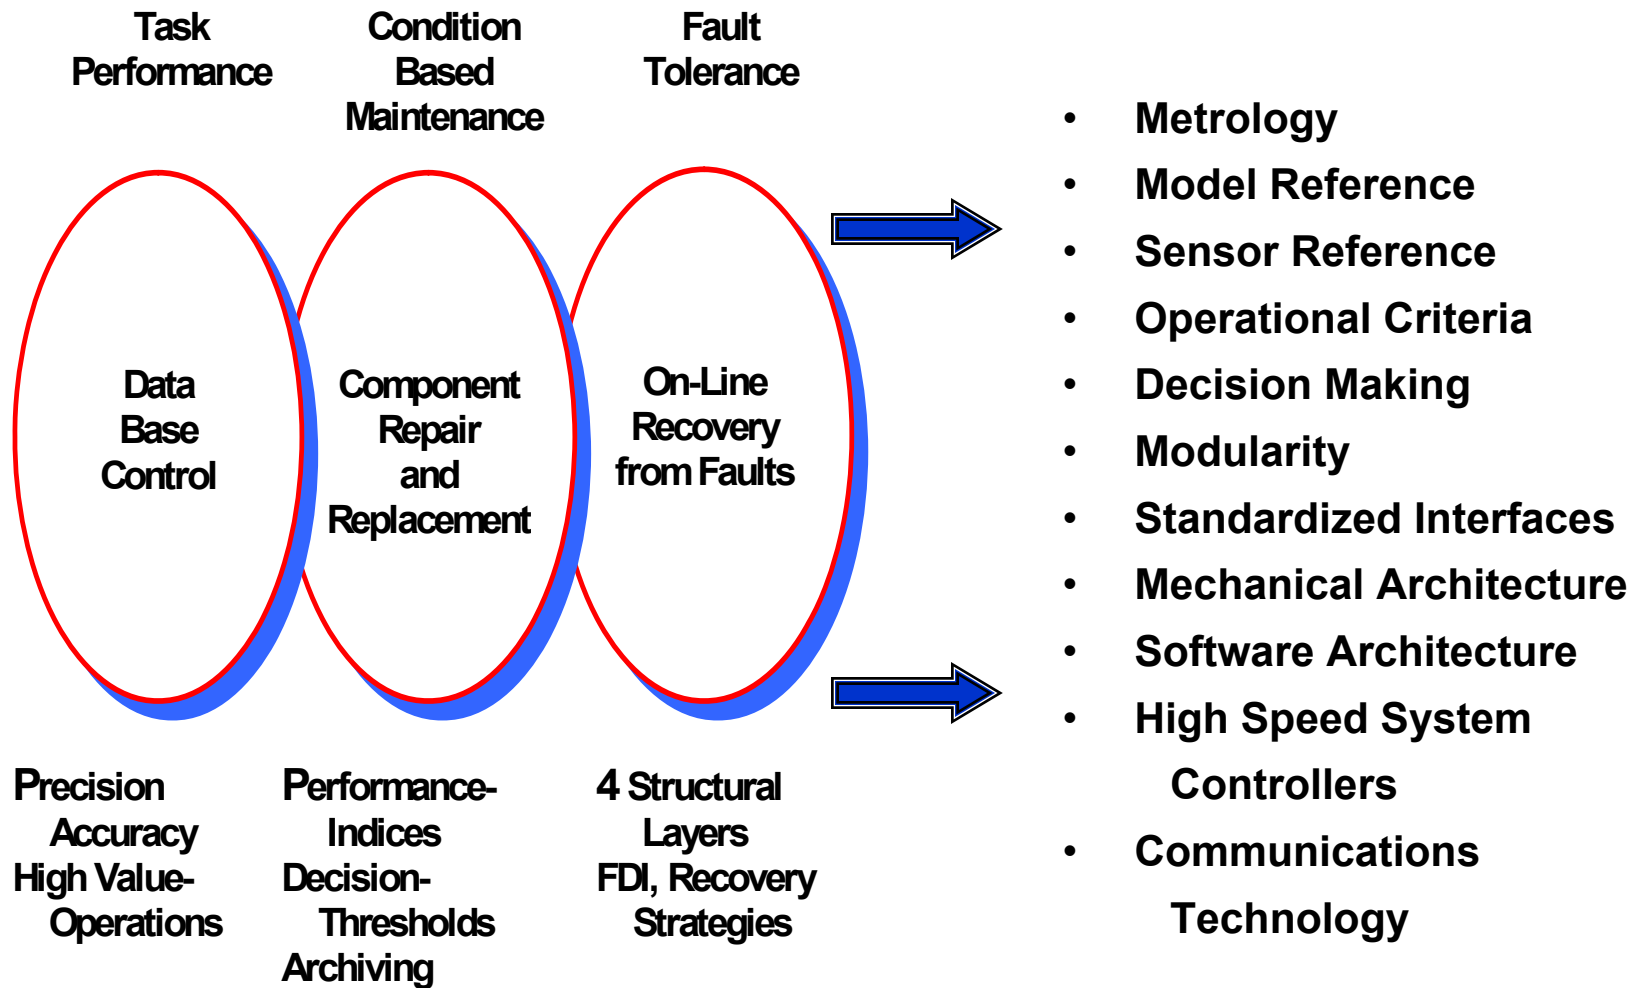 Task
Performance
Condition
Based
Maintenance
Fault
Tolerance
Data
Base
Control
Component
Repair
and
Replacement
On-Line
Recovery
from Faults
Precision
Accuracy
High Value-
Operations
Performance-
Indices
Decision-
Thresholds
Archiving
4 Structural
Layers
FDI, Recovery
Strategies
• Metrology
• Model Reference
• Sensor Reference
• Operational Criteria
• Decision Making
• Modularity
• Standardized Interfaces
• Mechanical Architecture
• Software Architecture
• High Speed System
Controllers
• Communications
Technology